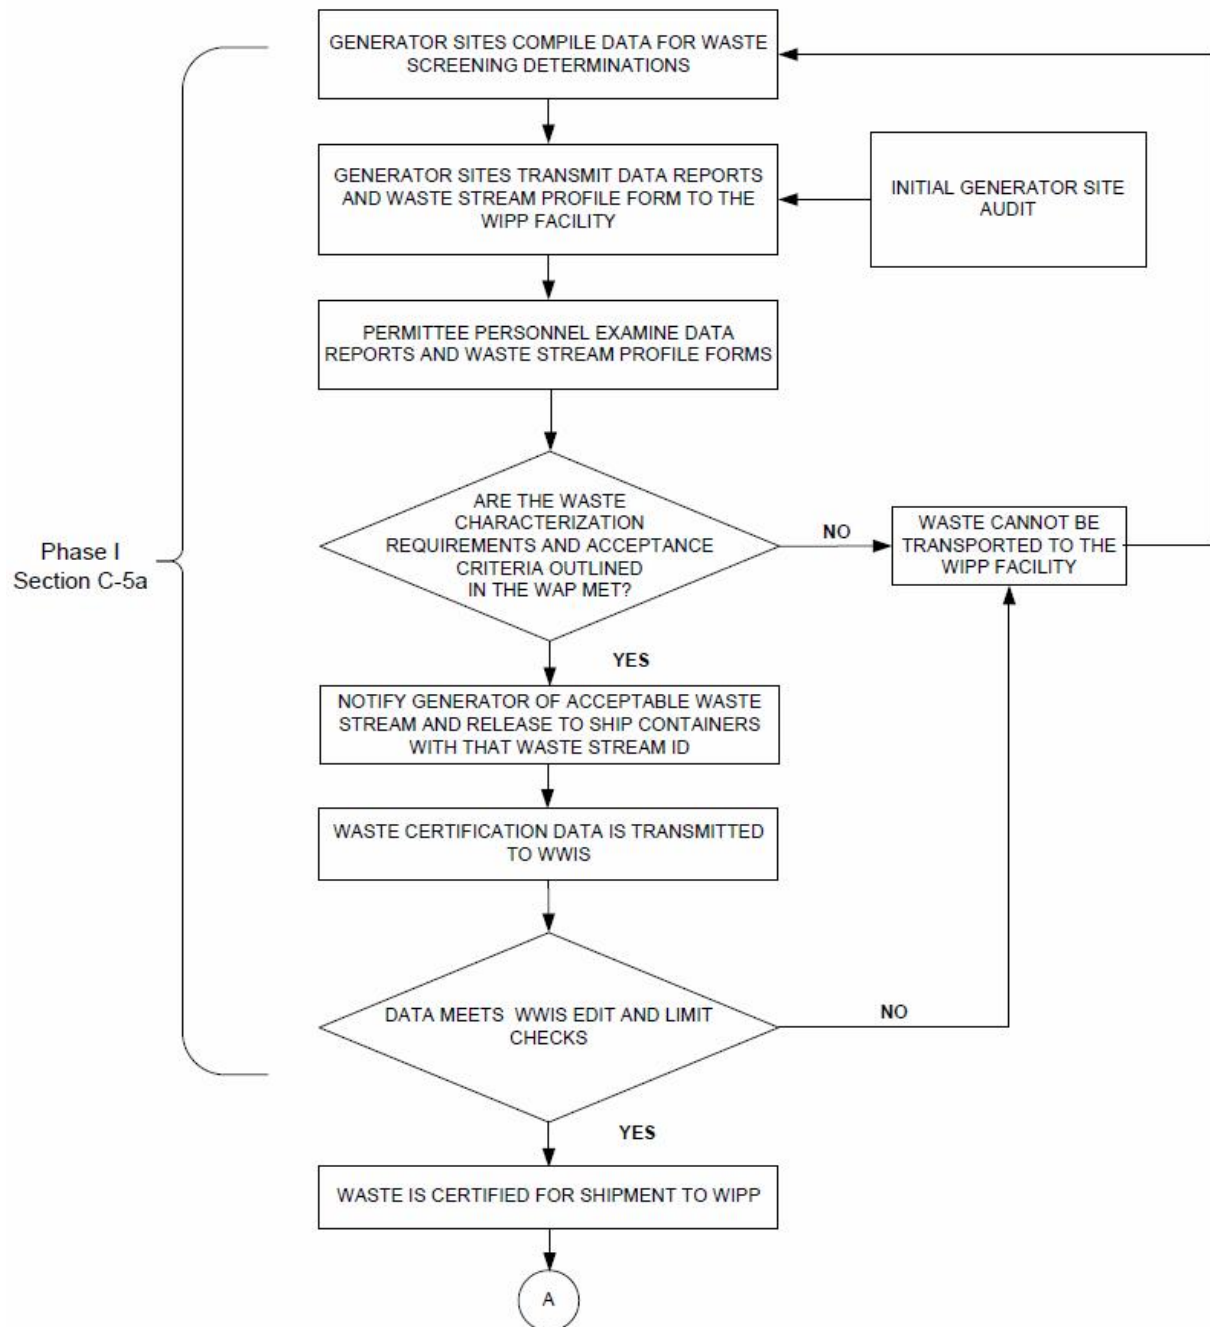 GENERATOR SITES COMPILE DATA FOR WASTE
SCREENING DETERMINATIONS
GENERATOR SITES TRANSMIT DATA REPORTS
AND WASTE STREAM PROFILE FORM TO THE
WIPP FACILITY
INITIAL GENERATOR SITE
AUDIT
PERMITTEE PERSONNEL EXAMINE DATA
REPORTS AND WASTE STREAM PROFILE FORMS
ARE THE WASTE
CHARACTERIZATION
REQUIREMENTS AND ACCEPTANCE
CRITERIA OUTLINED
IN THE WAP MET?
NO
WASTE CANNOT BE
TRANSPORTED TO THE
WIPP FACILITY
Phase I
Section C-5a
YES
NOTIFY GENERATOR OF ACCEPTABLE WASTE
STREAM AND RELEASE TO SHIP CONTAINERS
WITH THAT WASTE STREAM ID
WASTE CERTIFICATION DATA IS TRANSMITTED
TO WWIS
DATA MEETS WWIS EDIT AND LIMIT
CHECKS
NO
YES
WASTE IS CERTIFIED FOR SHIPMENT TO WIPP
A